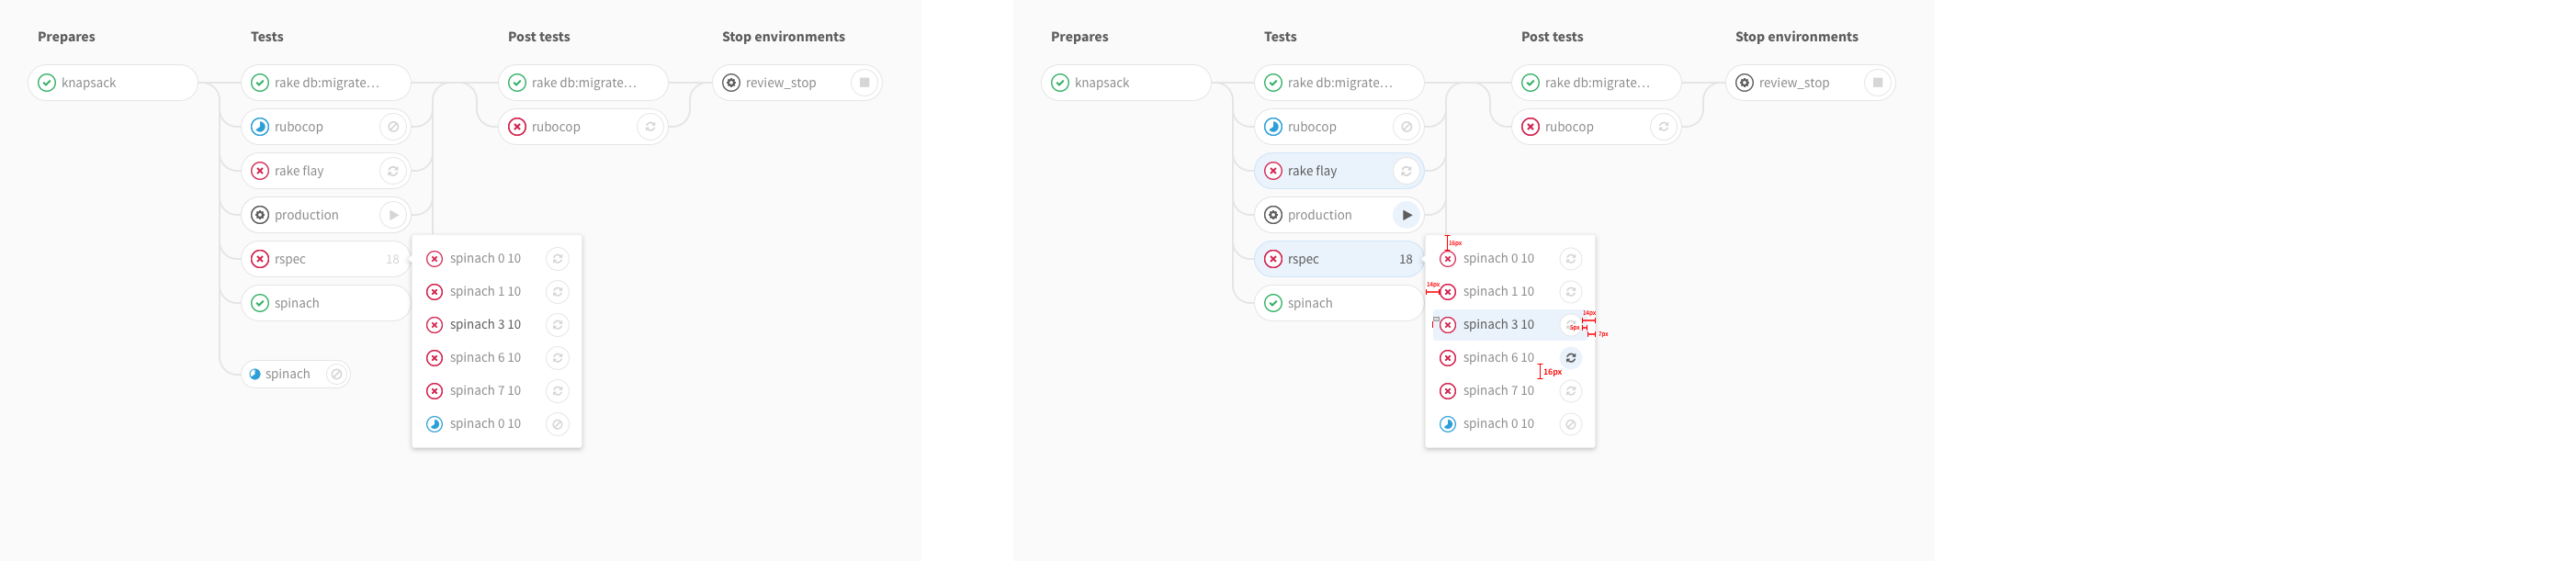 Prepares
Tests
Post tests
Stop environments
knapsack
rake db:migrate...
rake db:migrate...
review_stop
rubocop
rubocop
rake flay
production
rspec 18
spinach
spinach
spinach 0 10
spinach 1 10
spinach 3 10
spinach 6 10
spinach 7 10
spinach 0 10
Prepares
Tests
Post tests
Stop environments
knapsack
rake db:migrate...
rake db:migrate...
review_stop
rubocop
rubocop
rake flay
production
rspec 18
spinach
16px
spinach 0 10
14px
spinach 1 10
14px
spinach 3 10
5px
7px
spinach 6 10
16px
spinach 7 10
spinach 0 10